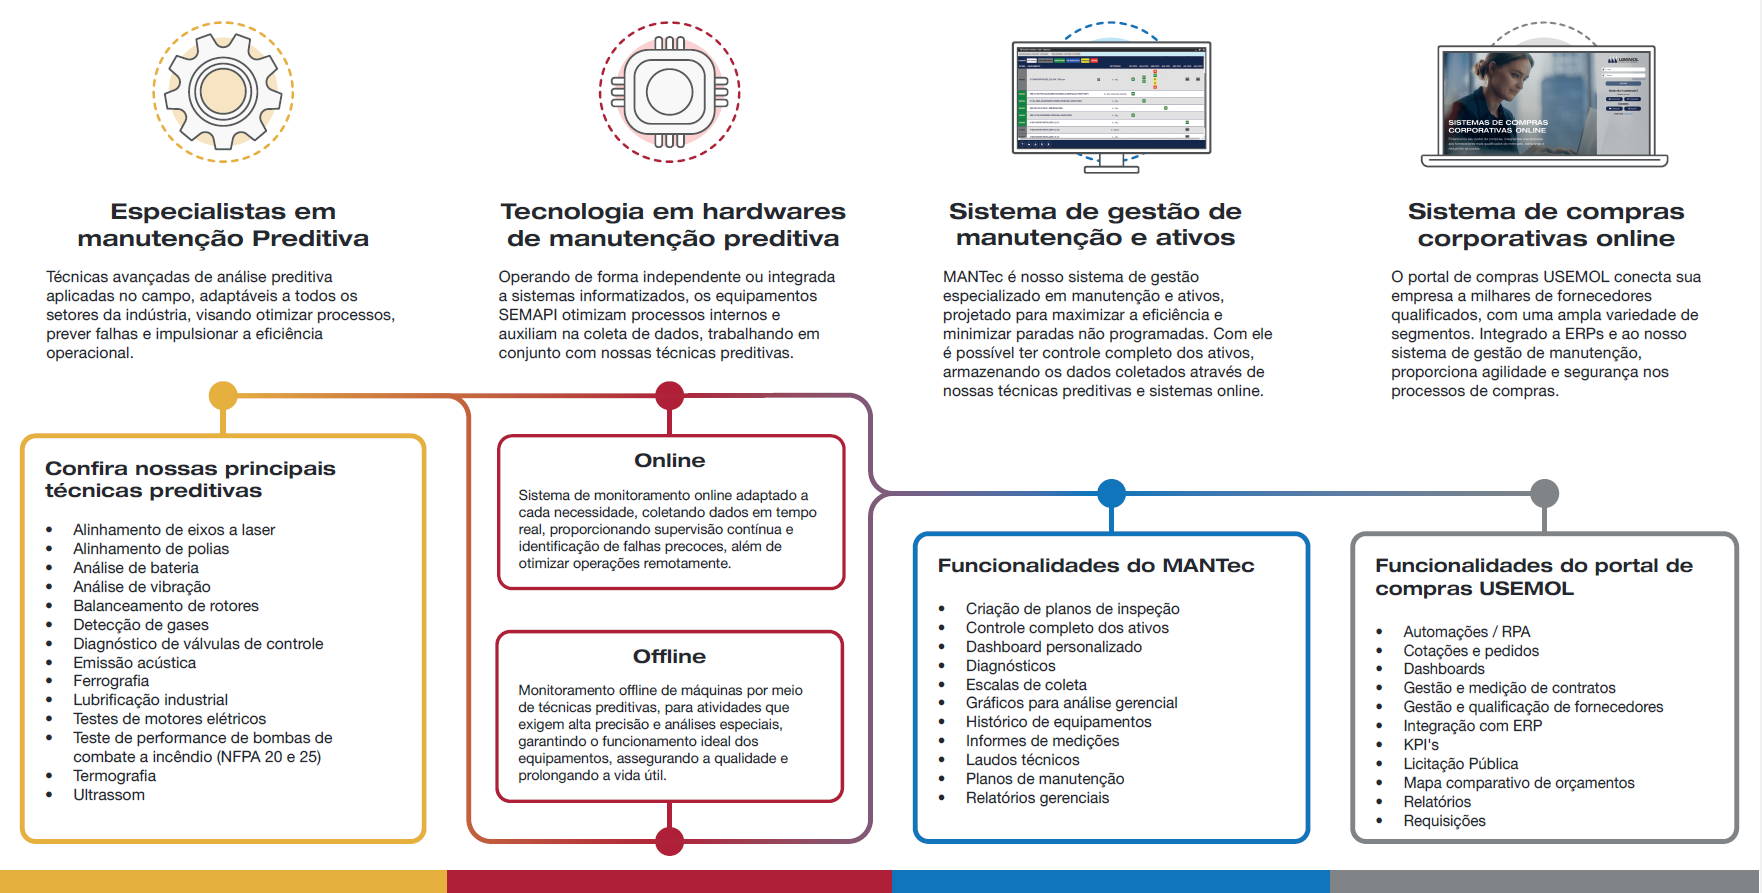 USEMOL
SISTEMAS DE COMPRAS
CORPORATIVAS ONLINE
Especialistas em
manutenção Preditiva
Técnicas avançadas de análise preditiva
aplicadas no campo, adaptáveis a todos os
setores da indústria, visando otimizar processos,
prever falhas e impulsionar a eficiência
operacional.
Tecnologia em hardwares
de manutenção preditiva
Operando de forma independente ou integrada
a sistemas informatizados, os equipamentos
SEMAPI otimizam processos internos e
auxiliam na coleta de dados, trabalhando em
conjunto com nossas técnicas preditivas.
Sistema de gestão de
manutenção e ativos
MANTec é nosso sistema de gestão
especializado em manutenção e ativos,
projetado para maximizar a eficiência e
minimizar paradas não programadas. Com ele
é possível ter controle completo dos ativos,
armazenando os dados coletados através de
nossas técnicas preditivas e sistemas online.
Sistema de compras
corporativas online
O portal de compras USEMOL conecta sua
empresa a milhares de fornecedores
qualificados, com uma ampla variedade de
segmentos. Integrado a ERPs e ao nosso
sistema de gestão de manutenção,
proporciona agilidade e segurança nos
processos de compras.
Confira nossas principais
técnicas preditivas
• Alinhamento de eixos a laser
• Alinhamento de polias
• Análise de bateria
• Análise de vibração
• Balanceamento de rotores
• Detecção de gases
• Diagnóstico de válvulas de controle
• Emissão acústica
• Ferrografia
• Lubrificação industrial
• Testes de motores elétricos
• Teste de performance de bombas de
combate a incêndio (NFPA 20 e 25)
• Termografia
• Ultrassom
Online
Sistema de monitoramento online adaptado a
cada necessidade, coletando dados em tempo
real, proporcionando supervisão contínua e
identificação de falhas precoces, além de
otimizar operações remotamente.
Offline
Monitoramento offline de máquinas por meio
de técnicas preditivas, para atividades que
exigem alta precisão e análises especiais,
garantindo o funcionamento ideal dos
equipamentos, assegurando a qualidade e
prolongando a vida útil.
Funcionalidades do MANTec
• Criação de planos de inspeção
• Controle completo dos ativos
• Dashboard personalizado
• Diagnósticos
• Escalas de coleta
• Gráficos para análise gerencial
• Histórico de equipamentos
• Informes de medições
• Laudos técnicos
• Planos de manutenção
• Relatórios gerenciais
Funcionalidades do portal de
compras USEMOL
• Automações / RPA
• Cotações e pedidos
• Dashboards
• Gestão e medição de contratos
• Gestão e qualificação de fornecedores
• Integração com ERP
• KPI's
• Licitação Pública
• Mapa comparativo de orçamentos
• Relatórios
• Requisições